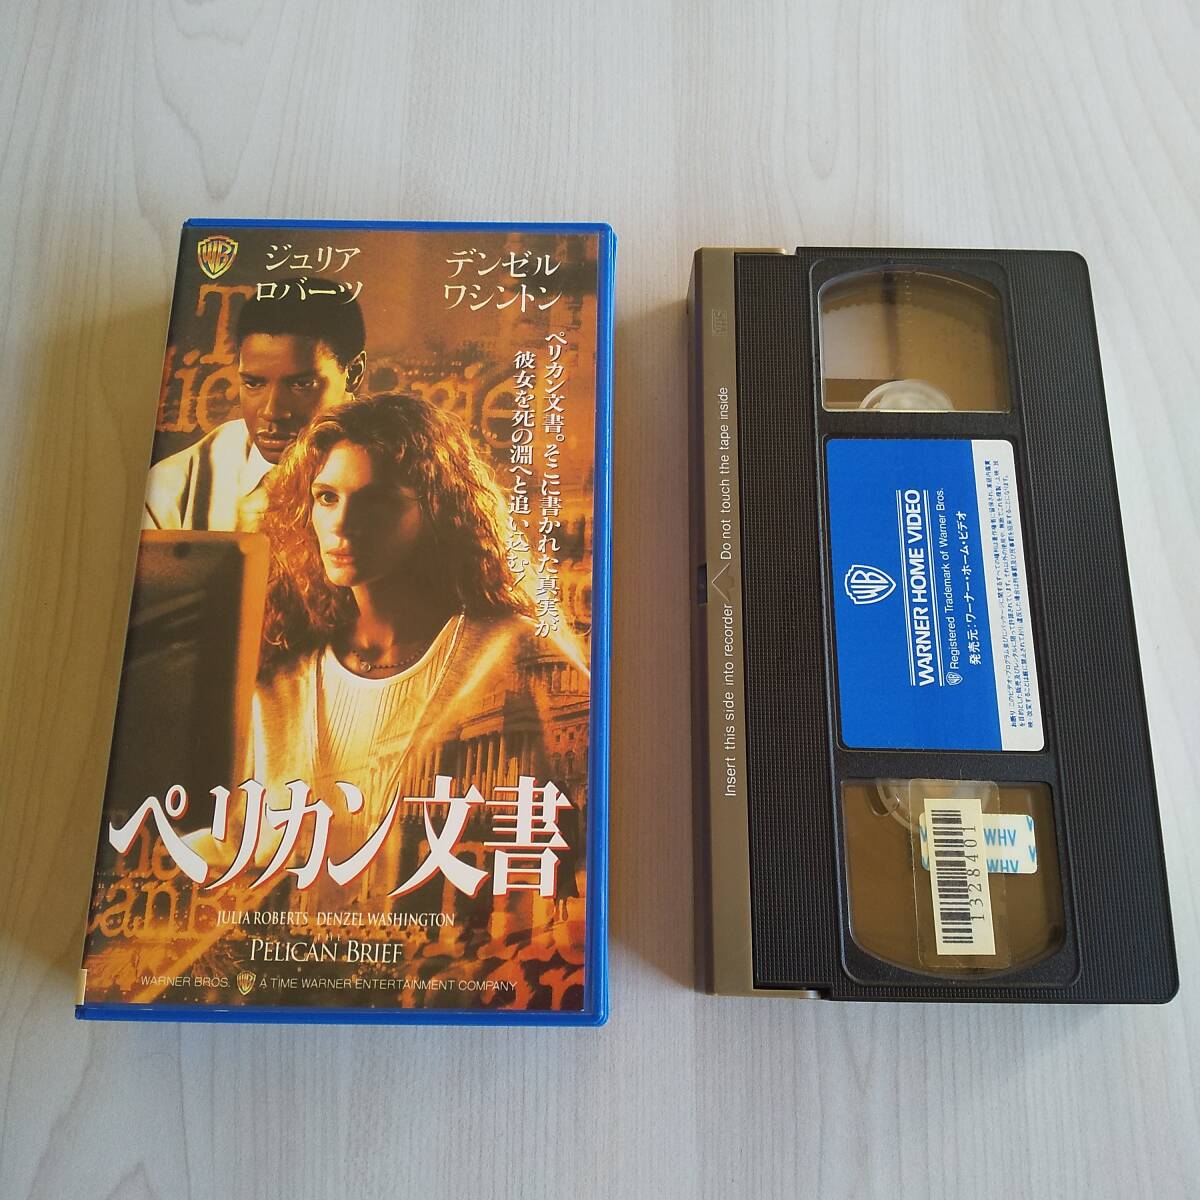 ジュリア
ロバーツ
デンゼル
ワシントン
ペリカン文書。そこに書かれた真実が
彼女を死の淵へと追い込む!
ペリカン文書
JULIA ROBERTS DENZEL WASHINGTON
THE
PELICAN BRIEF
WARNER BROS. WB A TIME WARNER ENTERTAINMENT COMPANY
VHS
Insert this side into recorder Do not touch the tape inside
WB
WARNER HOME VIDEO
Registered Trademark of Warner Bros.
発売元:ワーナー・ホーム・ビデオ
WHV
WHV
1328401